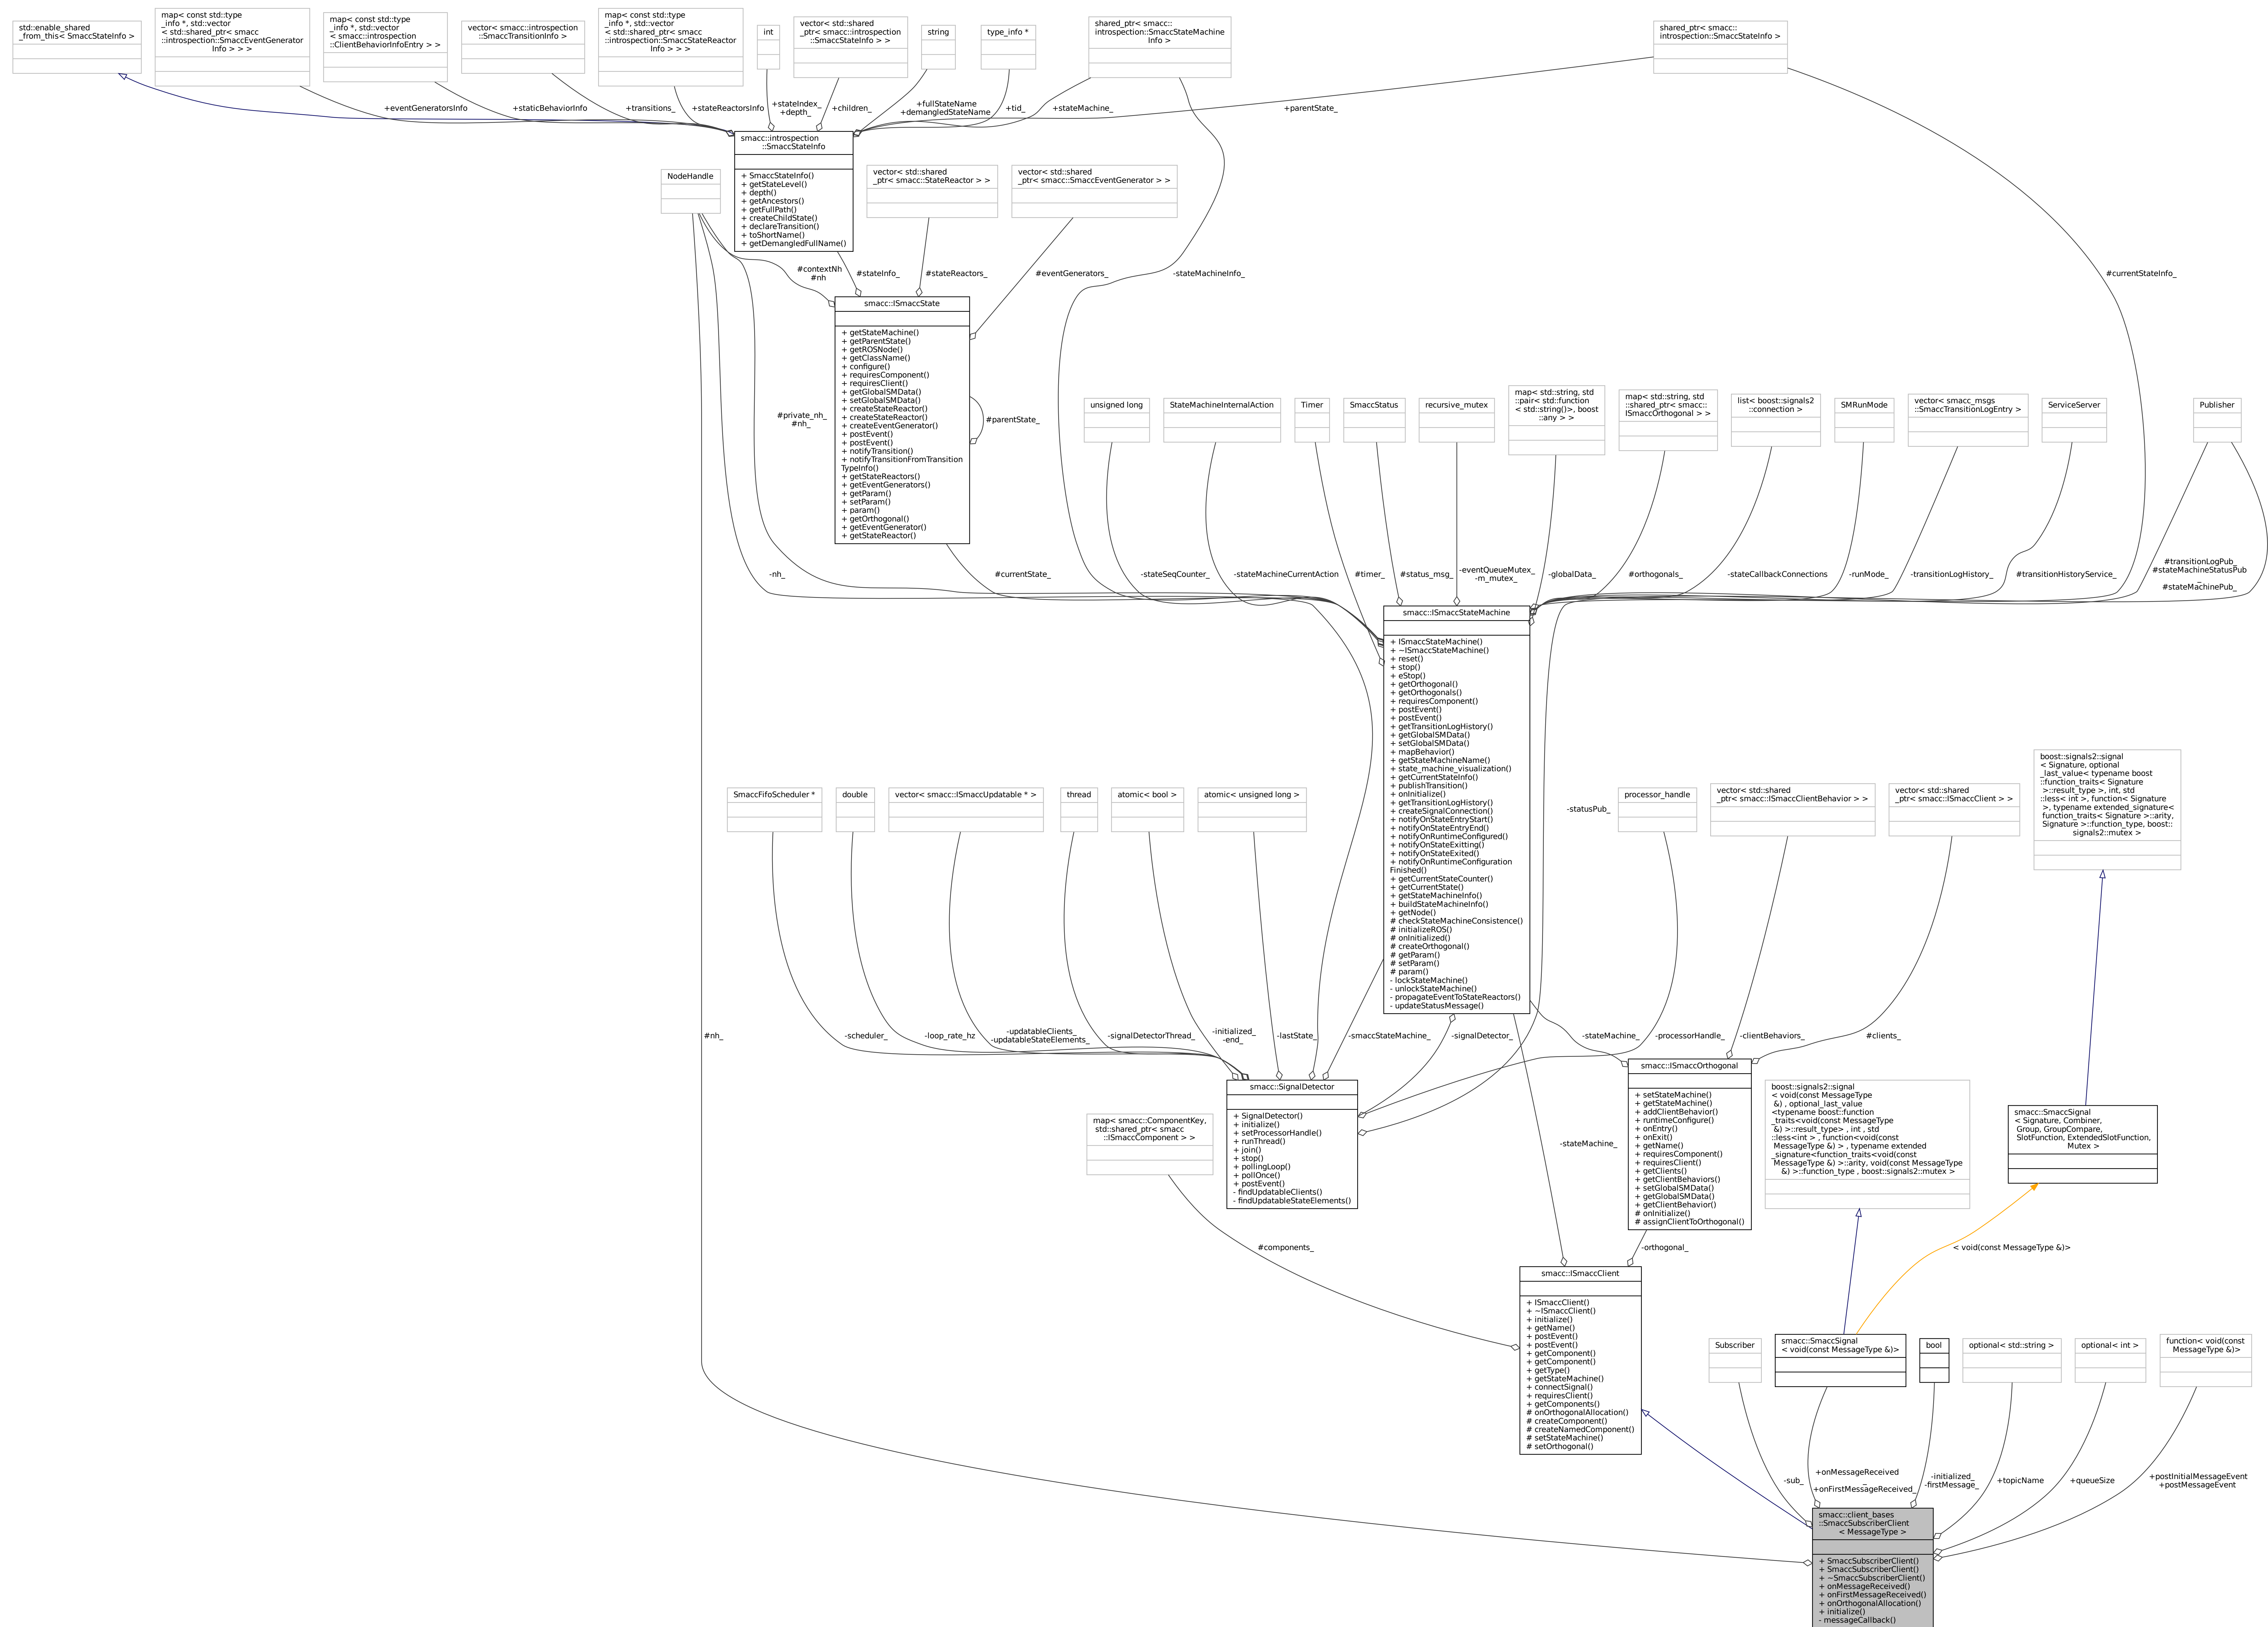 std::enable_shared
_from_this< SmaccStateInfo >
map< const std::type
_info *, std::vector
< std::shared_ptr< smacc
::introspection::SmaccEventGenerator
Info > > >
map< const std::type
_info *, std::vector
< smacc::introspection
::ClientBehaviorInfoEntry > >
vector< smacc::introspection
::SmaccTransitionInfo >
map< const std::type
_info *, std::vector
< std::shared_ptr< smacc
::introspection::SmaccStateReactor
Info > > >
int
vector< std::shared
_ptr< smacc::introspection
::SmaccStateInfo > >
string
type_info *
shared_ptr< smacc::
introspection::SmaccStateMachine
Info >
shared_ptr< smacc::
introspection::SmaccStateInfo >
+eventGeneratorsInfo
+staticBehaviorInfo
+transitions_
+stateReactorsInfo
+stateIndex_
+depth_
+children_
+fullStateName
+demangledStateName
+tid_
+stateMachine_
+parentState_
smacc::introspection
::SmaccStateInfo
+ SmaccStateInfo()
+ getStateLevel()
+ depth()
+ getAncestors()
+ getFullPath()
+ createChildState()
+ declareTransition()
+ toShortName()
+ getDemangledFullName()
NodeHandle
vector< std::shared
_ptr< smacc::StateReactor > >
vector< std::shared
_ptr< smacc::SmaccEventGenerator > >
#contextNh
#nh
#stateInfo_
#stateReactors_
#eventGenerators_
-stateMachineInfo_
#currentStateInfo_
smacc::ISmaccState
+ getStateMachine()
+ getParentState()
+ getROSNode()
+ getClassName()
+ configure()
+ requiresComponent()
+ requiresClient()
+ getGlobalSMData()
+ setGlobalSMData()
+ createStateReactor()
+ createStateReactor()
+ createEventGenerator()
+ postEvent()
+ postEvent()
+ notifyTransition()
+ notifyTransitionFromTransition
TypeInfo()
+ getStateReactors()
+ getEventGenerators()
+ getParam()
+ setParam()
+ param()
+ getOrthogonal()
+ getEventGenerator()
+ getStateReactor()
#private_nh_
#nh_
#parentState_
unsigned long
StateMachineInternalAction
Timer
SmaccStatus
recursive_mutex
map< std::string, std
::pair< std::function
< std::string()>, boost
::any > >
map< std::string, std
::shared_ptr< smacc::
ISmaccOrthogonal > >
list< boost::signals2
::connection >
SMRunMode
vector< smacc_msgs
::SmaccTransitionLogEntry >
ServiceServer
Publisher
-nh_
#currentState_
-stateSeqCounter_
-stateMachineCurrentAction
#timer_
#status_msg_
-eventQueueMutex_
-m_mutex_
-globalData_
#orthogonals_
-stateCallbackConnections
-runMode_
-transitionLogHistory_
#transitionHistoryService_
#transitionLogPub_
#stateMachineStatusPub
_
#stateMachinePub_
smacc::ISmaccStateMachine
+ ISmaccStateMachine()
+ ~ISmaccStateMachine()
+ reset()
+ stop()
+ eStop()
+ getOrthogonal()
+ getOrthogonals()
+ requiresComponent()
+ postEvent()
+ postEvent()
+ getTransitionLogHistory()
+ getGlobalSMData()
+ setGlobalSMData()
+ mapBehavior()
+ getStateMachineName()
+ state_machine_visualization()
+ getCurrentStateInfo()
+ publishTransition()
+ onInitialize()
+ getTransitionLogHistory()
+ createSignalConnection()
+ notifyOnStateEntryStart()
+ notifyOnStateEntryEnd()
+ notifyOnRuntimeConfigured()
+ notifyOnStateExitting()
+ notifyOnStateExited()
+ notifyOnRuntimeConfiguration
Finished()
+ getCurrentStateCounter()
+ getCurrentState()
+ getStateMachineInfo()
+ buildStateMachineInfo()
+ getNode()
# checkStateMachineConsistence()
# initializeROS()
# onInitialized()
# createOrthogonal()
# getParam()
# setParam()
# param()
- lockStateMachine()
- unlockStateMachine()
- propagateEventToStateReactors()
- updateStatusMessage()
SmaccFifoScheduler *
double
vector< smacc::ISmaccUpdatable * >
thread
atomic< bool >
atomic< unsigned long >
-statusPub_
processor_handle
vector< std::shared
_ptr< smacc::ISmaccClientBehavior > >
vector< std::shared
_ptr< smacc::ISmaccClient > >
boost::signals2::signal
< Signature, optional
_last_value< typename boost
::function_traits< Signature
>::result_type >, int, std
::less< int >, function< Signature
>, typename extended_signature<
function_traits< Signature >::arity,
Signature >::function_type, boost::
signals2::mutex >
#nh_
-scheduler_
-loop_rate_hz
-updatableClients_
-updatableStateElements_
-signalDetectorThread_
-initialized_
-end_
-lastState_
-smaccStateMachine_
-signalDetector_
-stateMachine_
-processorHandle_
-clientBehaviors_
#clients_
smacc::SignalDetector
+ SignalDetector()
+ initialize()
+ setProcessorHandle()
+ runThread()
+ join()
+ stop()
+ pollingLoop()
+ pollOnce()
+ postEvent()
- findUpdatableClients()
- findUpdatableStateElements()
map< smacc::ComponentKey,
std::shared_ptr< smacc
::ISmaccComponent > >
smacc::ISmaccOrthogonal
+ setStateMachine()
+ getStateMachine()
+ addClientBehavior()
+ runtimeConfigure()
+ onEntry()
+ onExit()
+ getName()
+ requiresComponent()
+ requiresClient()
+ getClients()
+ getClientBehaviors()
+ setGlobalSMData()
+ getGlobalSMData()
+ getClientBehavior()
# onInitialize()
# assignClientToOrthogonal()
boost::signals2::signal
< void(const MessageType
&) , optional_last_value
<typename boost::function
_traits<void(const MessageType
&) >::result_type> , int , std
::less<int > , function<void(const
MessageType &) > , typename extended
_signature<function_traits<void(const
MessageType &) >::arity, void(const MessageType
&) >::function_type , boost::signals2::mutex >
smacc::SmaccSignal
< Signature, Combiner,
Group, GroupCompare,
SlotFunction, ExtendedSlotFunction,
Mutex >
-stateMachine_
#components_
-orthogonal_
< void(const MessageType &)>
smacc::ISmaccClient
+ ISmaccClient()
+ ~ISmaccClient()
+ initialize()
+ getName()
+ postEvent()
+ postEvent()
+ getComponent()
+ getComponent()
+ getType()
+ getStateMachine()
+ connectSignal()
+ requiresClient()
+ getComponents()
# onOrthogonalAllocation()
# createComponent()
# createNamedComponent()
# setStateMachine()
# setOrthogonal()
Subscriber
smacc::SmaccSignal
< void(const MessageType &)>
bool
optional< std::string >
optional< int >
function< void(const
MessageType &)>
-sub_
+onMessageReceived
_
+onFirstMessageReceived_
-initialized_
-firstMessage_
+topicName
+queueSize
+postInitialMessageEvent
+postMessageEvent
smacc::client_bases
::SmaccSubscriberClient
< MessageType >
+ SmaccSubscriberClient()
+ SmaccSubscriberClient()
+ ~SmaccSubscriberClient()
+ onMessageReceived()
+ onFirstMessageReceived()
+ onOrthogonalAllocation()
+ initialize()
- messageCallback()